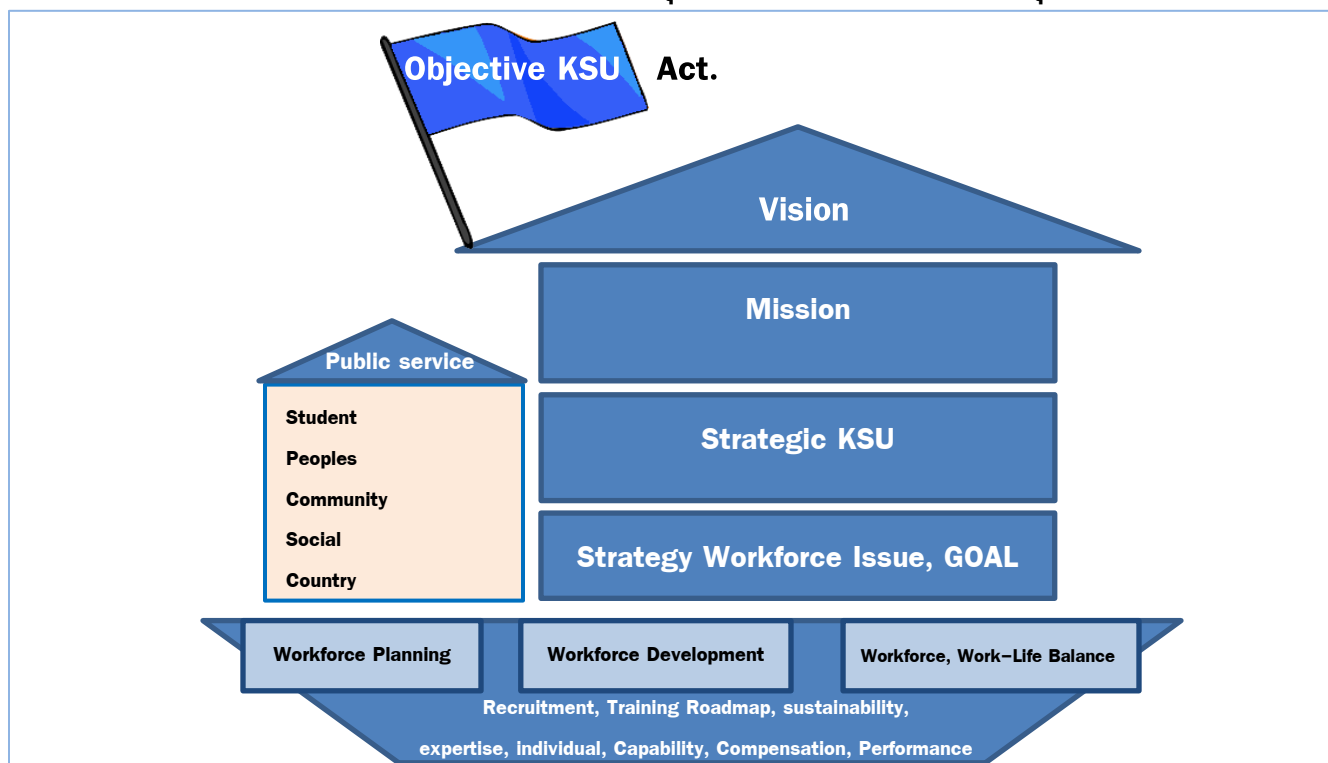 Objective KSU Act.
Vision
Mission
Public service
Student
Peoples
Community
Social
Country
Strategic KSU
Strategy Workforce Issue, GOAL
Workforce Planning
Workforce Development
Workforce, Work–Life Balance
Recruitment, Training Roadmap, sustainability,
expertise, individual, Capability, Compensation, Performance